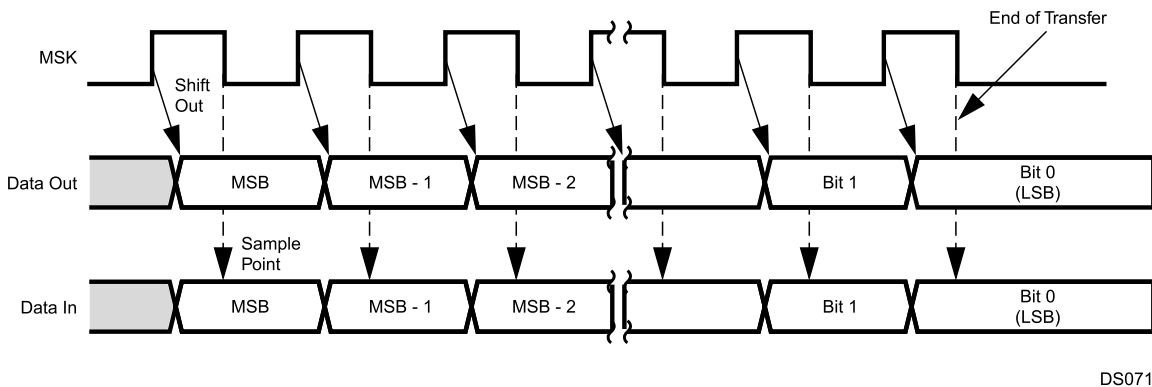 End of Transfer
MSK
Shift
Out
Data Out
MSB
MSB - 1
MSB - 2
Bit 1
Bit 0
(LSB)
Sample
Point
Data In
MSB
MSB - 1
MSB - 2
Bit 1
Bit 0
(LSB)
DS071